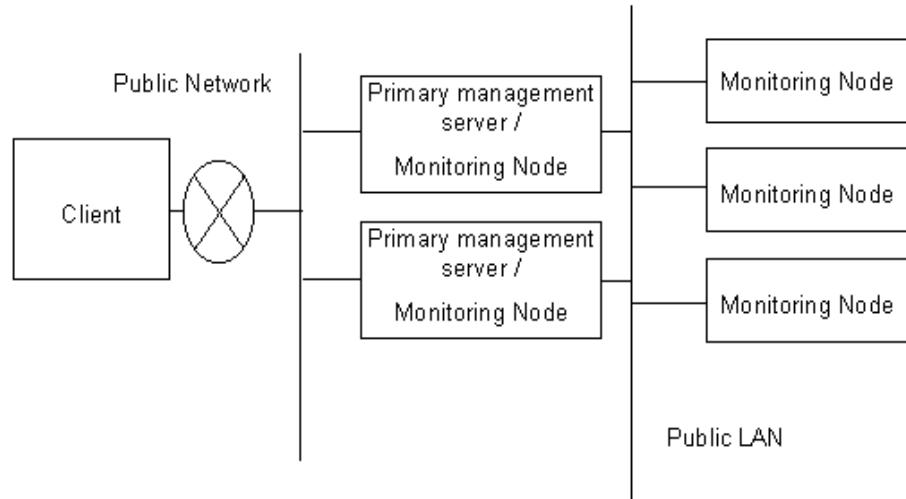 Public Network
Client
Primary management
server /
Monitoring Node
Primary management
server /
Monitoring Node
Monitoring Node
Monitoring Node
Monitoring Node
Public LAN